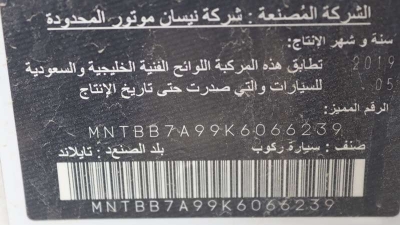 الشركة المُصنعة : شركة نيسان موتور المحدودة
سنة و شهر الإنتاج:
2019 تطابق هذه المركبة اللوائح الفنية الخليجية والسعودية
05 للسيارات والتي صدرت حتى تاريخ الإنتاج
الرقم المميز:
MNTBB7A99K6066239
صنف : سيارة ركوب بلد الصنع: تايلاند
MNTBB7A99K6066239